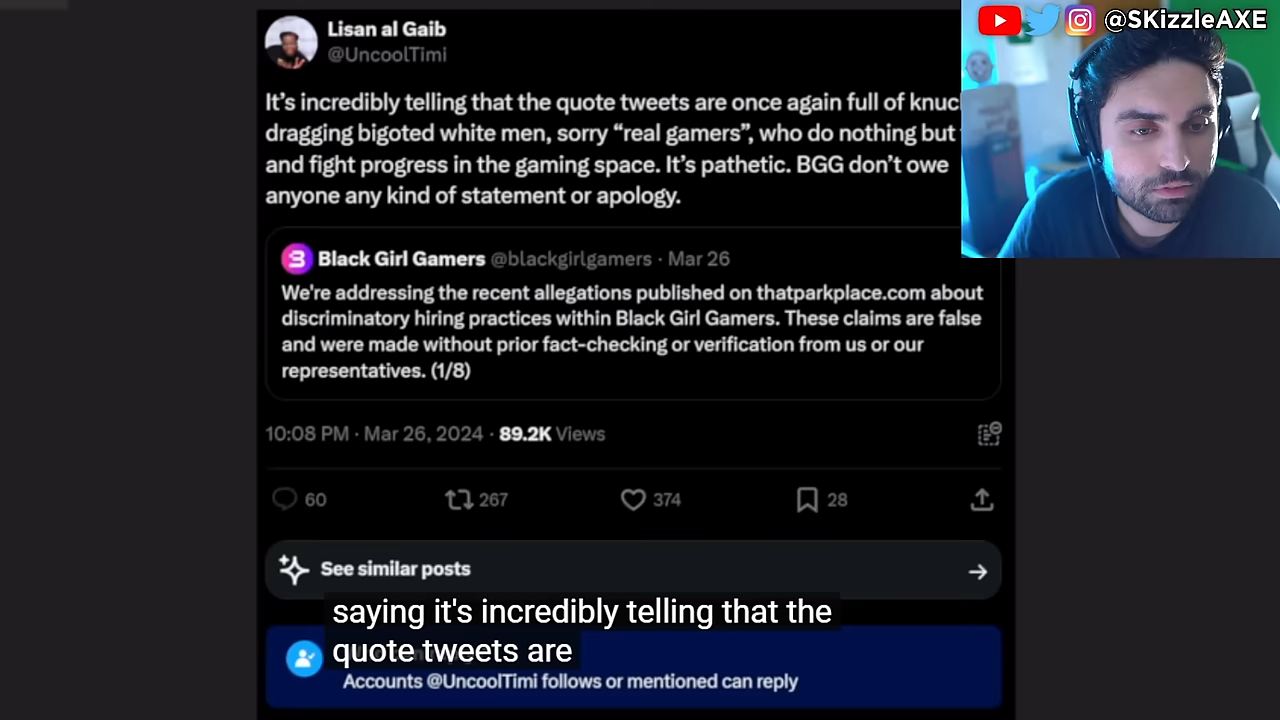 Lisan al Gaib
@UncoolTimi
@SKizzleAXE
It’s incredibly telling that the quote tweets are once again full of
dragging bigoted white men, sorry “real gamers”, who do nothing but
and fight progress in the gaming space. It’s pathetic. BGG don’t owe
anyone any kind of statement or apology.
Black Girl Gamers @blackgirlgamers · Mar 26
We're addressing the recent allegations published on thatparkplace.com about
discriminatory hiring practices within Black Girl Gamers. These claims are false
and were made without prior fact-checking or verification from us or our
representatives. (1/8)
10:08 PM · Mar 26, 2024 · 89.2K Views
60 267 374 28
See similar posts
saying it's incredibly telling that the
quote tweets are
Accounts @UncoolTimi follows or mentioned can reply